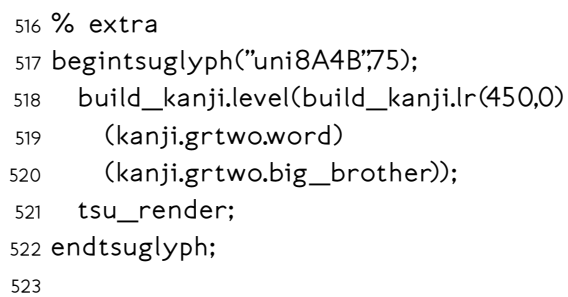 516 % extra
517 begintsuglyph("uni8A4B",75);
518 build_kanji.level(build_kanji.lr(450,0)
519 (kanji.grtwo.word)
520 (kanji.grtwo.big_brother));
521 tsu_render;
522 endtsuglyph;
523